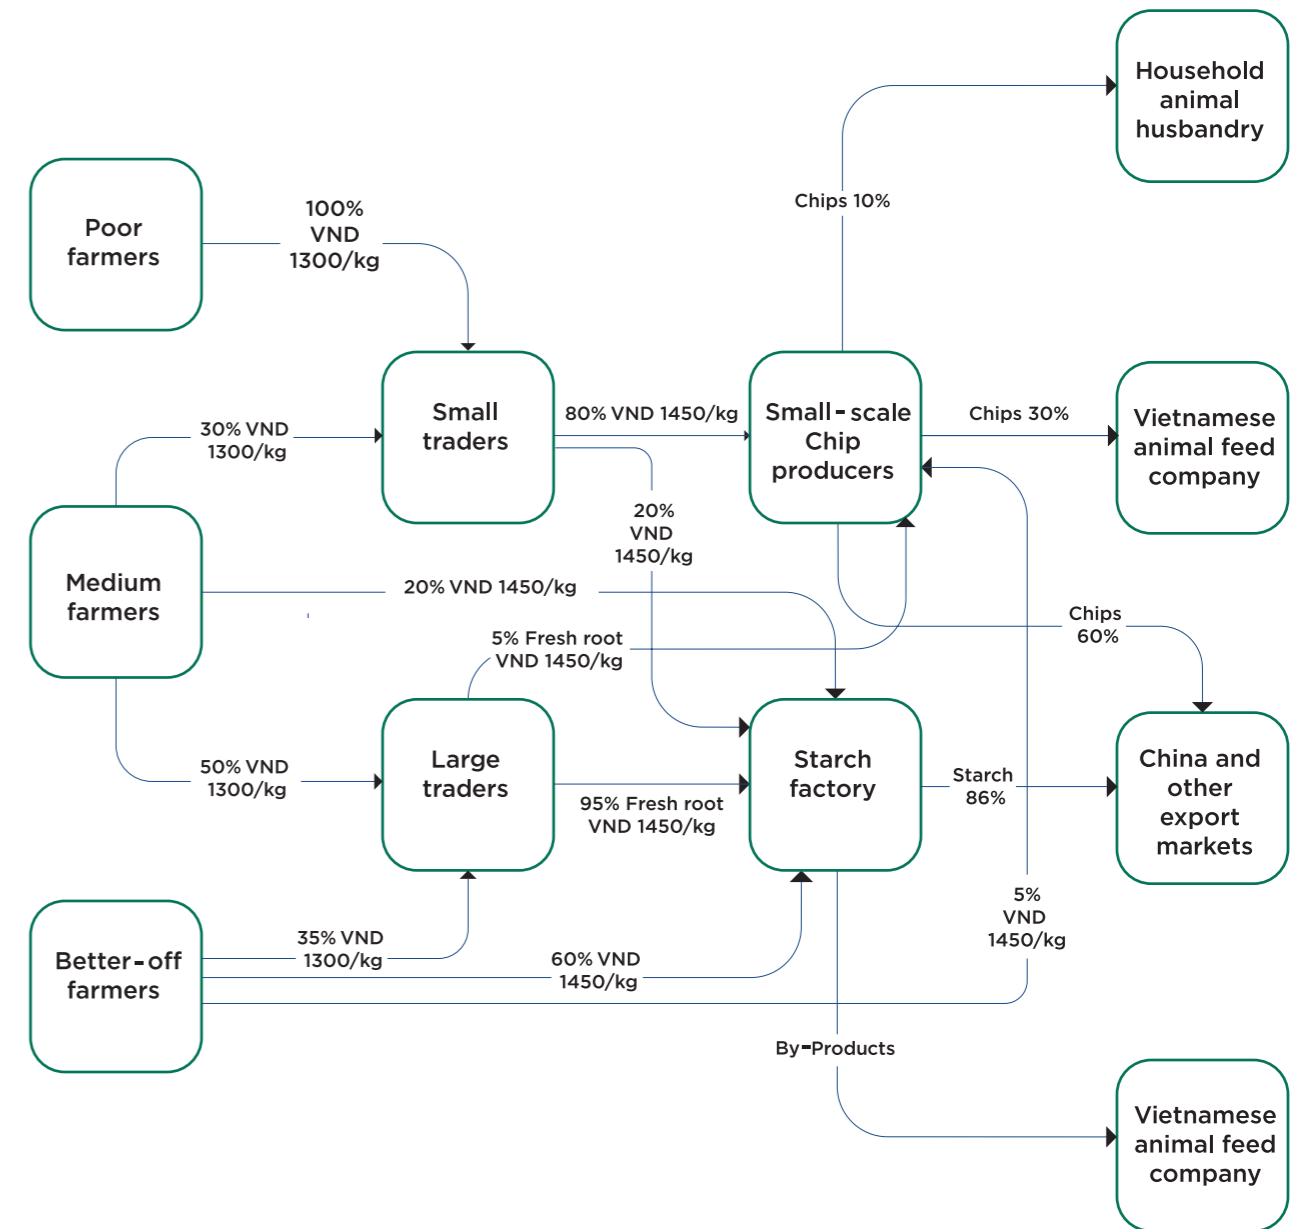 Household
animal
husbandry
Chips 10%
Poor
farmers
100%
VND
1300/kg
Small
traders
80% VND 1450/kg
Small-scale
Chip
producers
Chips 30%
Vietnamese
animal feed
company
30% VND
1300/kg
20%
VND
1450/kg
Medium
farmers
20% VND 1450/kg
5% Fresh root
VND 1450/kg
Chips
60%
50% VND
1300/kg
Large
traders
95% Fresh root
VND 1450/kg
Starch
factory
Starch
86%
China and
other
export
markets
Better-off
farmers
35% VND
1300/kg
60% VND
1450/kg
5%
VND
1450/kg
By-Products
Vietnamese
animal feed
company